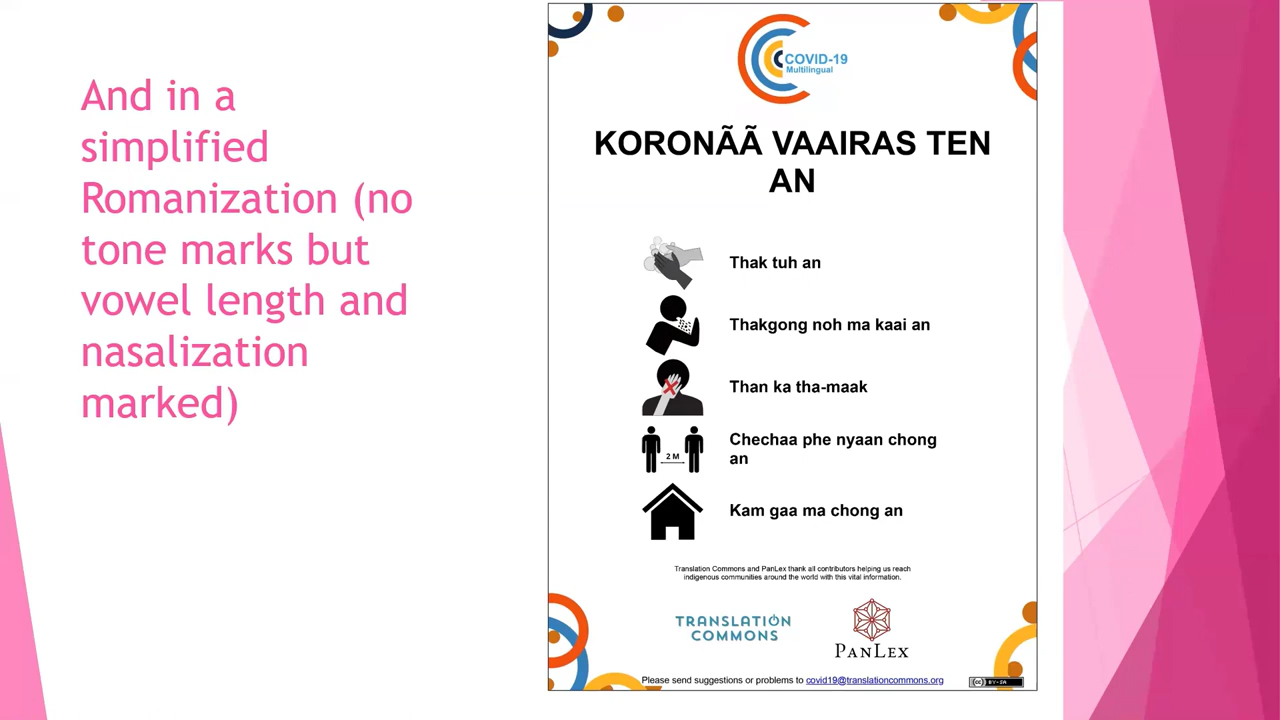 And in a
simplified
Romanization (no
tone marks but
vowel length and
nasalization
marked)
COVID-19
Multilingual
KORONÃÃ VAAIRAS TEN
AN
Thak tuh an
Thakgong noh ma kaai an
Than ka tha-maak
2 M
Chechaa phe nyaan chong
an
Kam gaa ma chong an
Translation Commons and PanLex thank all contributors helping us reach
indigenous communities around the world with this vital information.
TRANSLATION
COMMONS
PANLEX
Please send suggestions or problems to covid19@translationcommons.org
cc BY-SA